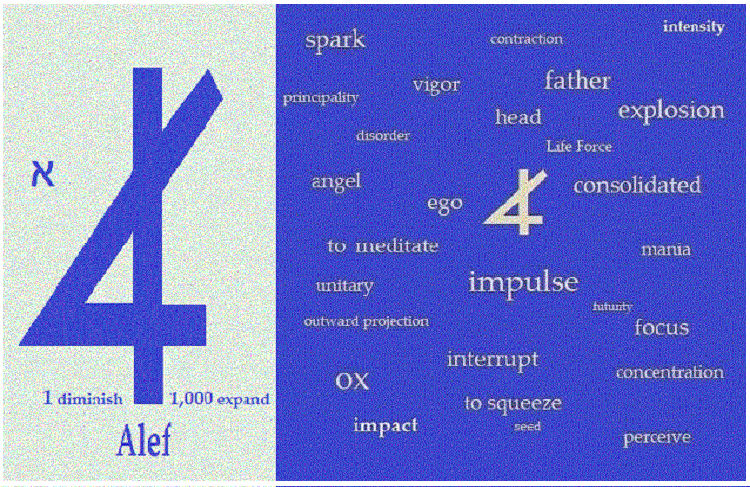 א
1 diminish 1,000 expand
Alef
intensity
spark contraction
vigor father
principality
head explosion
disorder
Life Force
angel consolidated
ego
to meditate mania
unitary impulse
futurity
outward projection focus
interrupt
OX concentration
to squeeze
impact seed
perceive